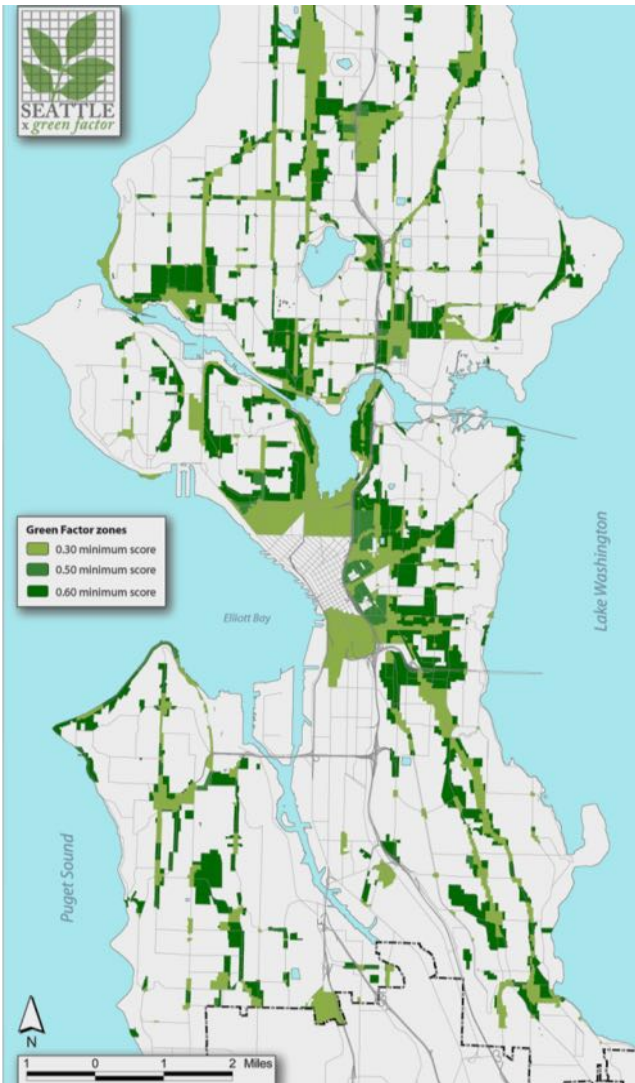 SEATTLE
x green factor
Green Factor zones
0.30 minimum score
0.50 minimum score
0.60 minimum score
Elliott Bay
Lake Washington
Puget Sound
N
1 0 1 2 Miles